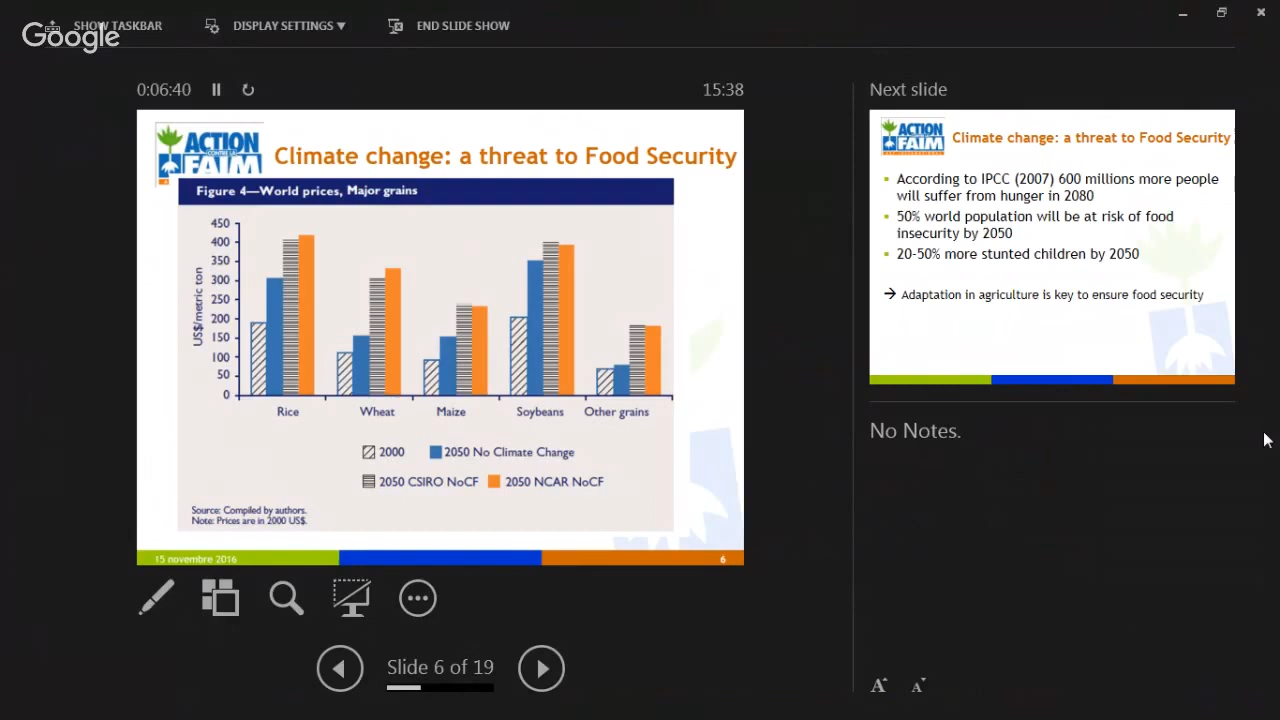 Google
SHOW TASKBAR
DISPLAY SETTINGS ▼
END SLIDE SHOW
0:06:40
15:38
ACTION
CONTRE LA
FAIM
Climate change: a threat to Food Security
Figure 4—World prices, Major grains
US$/metric ton
450
400
350
300
250
200
150
100
50
0
Rice
Wheat
Maize
Soybeans
Other grains
2000
2050 No Climate Change
2050 CSIRO NoCF
2050 NCAR NoCF
Source: Compiled by authors.
Note: Prices are in 2000 US$.
15 novembre 2016
6
Slide 6 of 19
Next slide
ACTION
CONTRE LA
FAIM
Climate change: a threat to Food Security
▪ According to IPCC (2007) 600 millions more people
will suffer from hunger in 2080
▪ 50% world population will be at risk of food
insecurity by 2050
▪ 20-50% more stunted children by 2050
→ Adaptation in agriculture is key to ensure food security
No Notes.
A
A